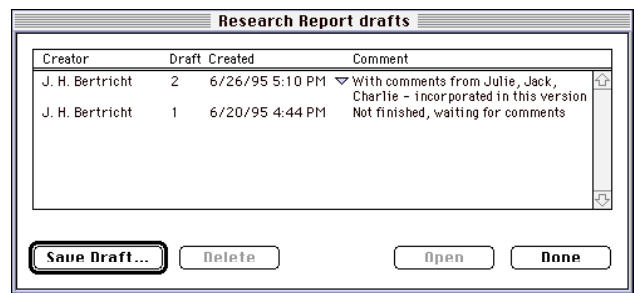 Research Report drafts
Creator Draft Created Comment
J. H. Bertricht 2 6/26/95 5:10 PM With comments from Julie, Jack,
Charlie - incorporated in this version
J. H. Bertricht 1 6/20/95 4:44 PM Not finished, waiting for comments
Save Draft... Delete Open Done